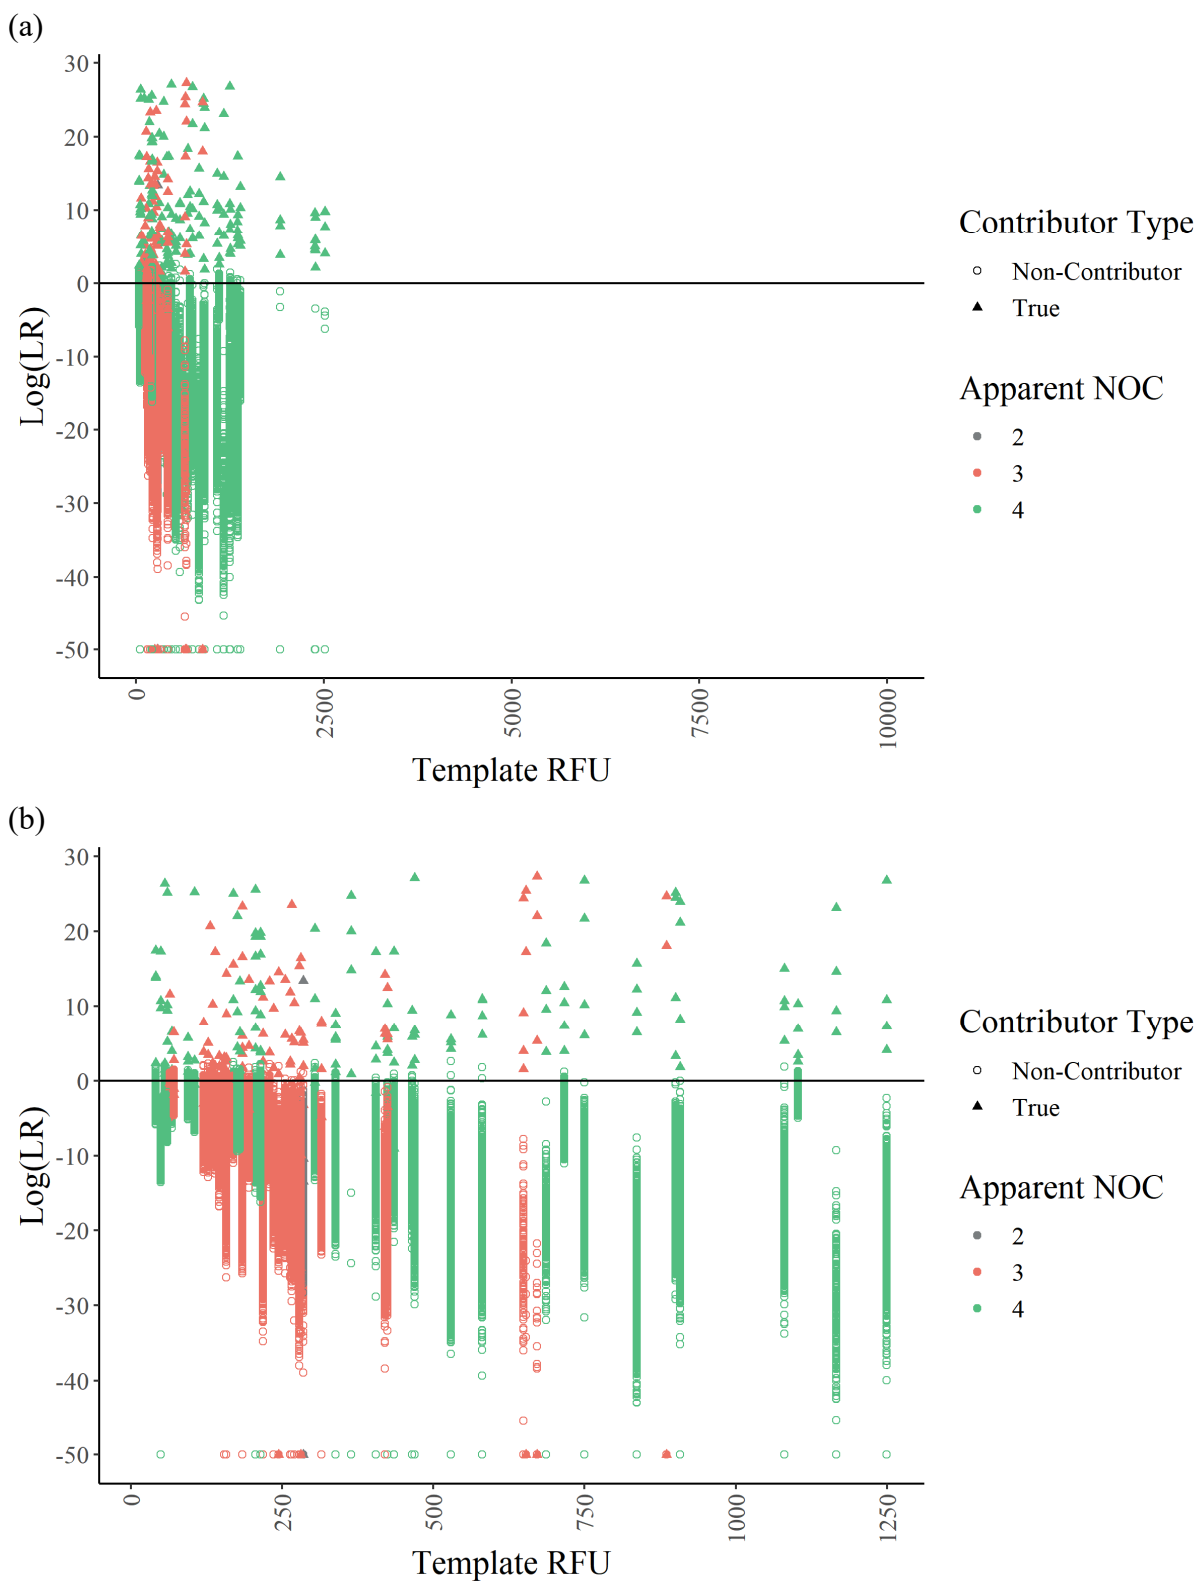 (a)
30
20
10
0
-10
-20
-30
-40
-50
Log(LR)
0
2500
5000
7500
10000
Template RFU
Contributor Type
Non-Contributor
True
Apparent NOC
2
3
4
(b)
30
20
10
0
-10
-20
-30
-40
-50
Log(LR)
0
250
500
750
1000
1250
Template RFU
Contributor Type
Non-Contributor
True
Apparent NOC
2
3
4